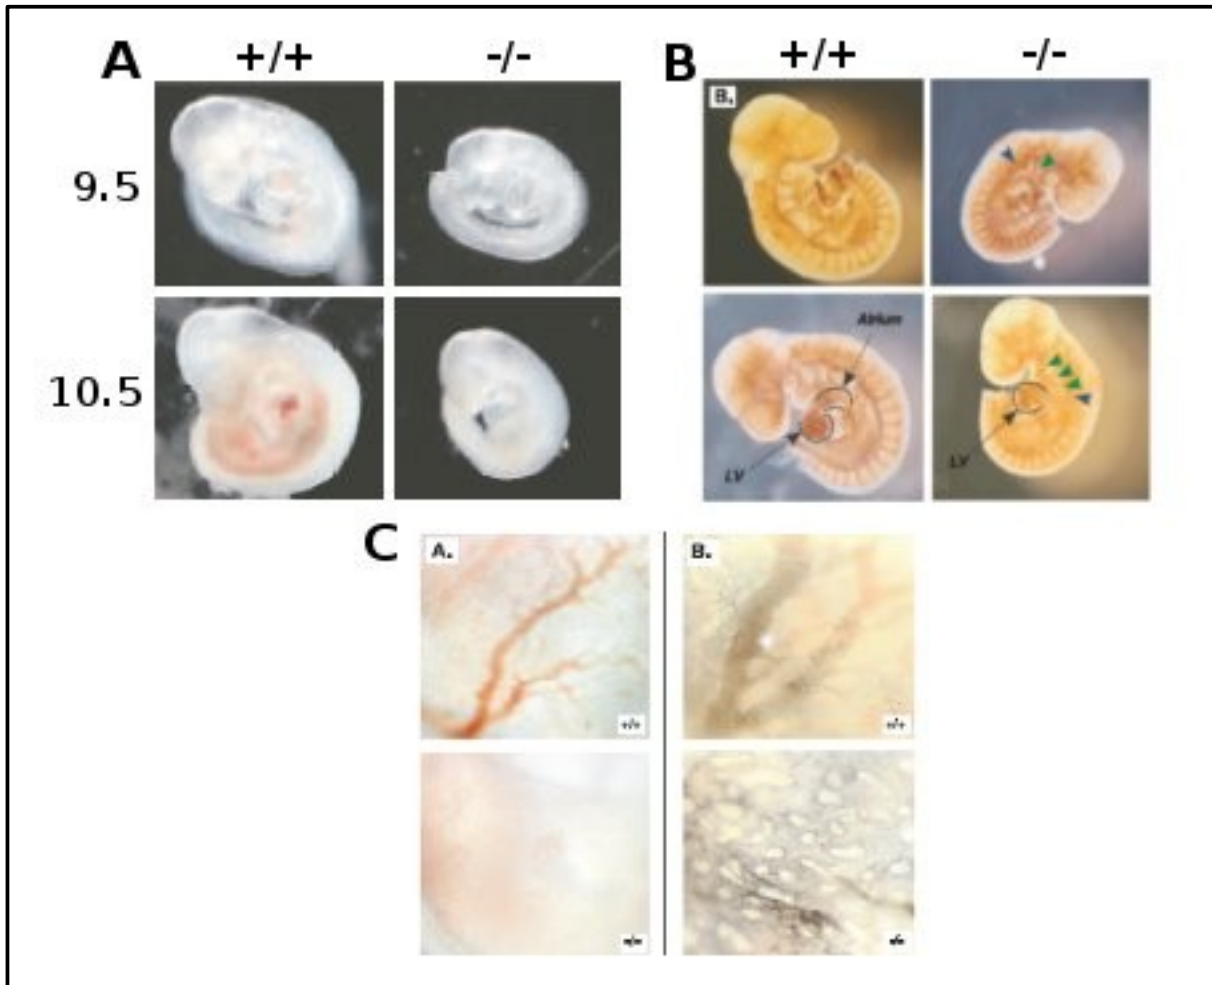 A
+/+
-/-
9.5
10.5
B
+/+
-/-
B.
Atrium
LV
LV
C
A.
+/+
-/-
B.
+/+